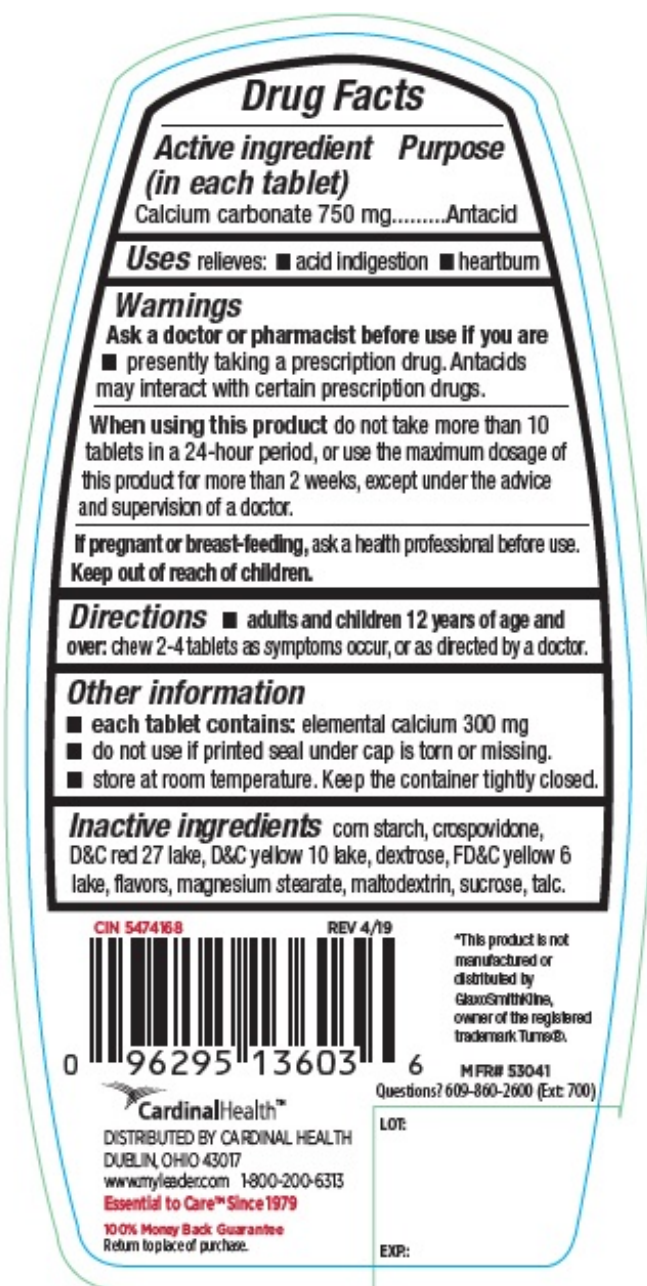 Drug Facts
Active ingredient Purpose
(in each tablet)
Calcium carbonate 750 mg.........Antacid
Uses relieves: ■ acid indigestion ■ heartburn
Warnings
Ask a doctor or pharmacist before use if you are
■ presently taking a prescription drug. Antacids
may interact with certain prescription drugs.
When using this product do not take more than 10
tablets in a 24-hour period, or use the maximum dosage of
this product for more than 2 weeks, except under the advice
and supervision of a doctor.
If pregnant or breast-feeding, ask a health professional before use.
Keep out of reach of children.
Directions ■ adults and children 12 years of age and
over: chew 2-4 tablets as symptoms occur, or as directed by a doctor.
Other information
■ each tablet contains: elemental calcium 300 mg
■ do not use if printed seal under cap is torn or missing.
■ store at room temperature. Keep the container tightly closed.
Inactive ingredients corn starch, crospovidone,
D&C red 27 lake, D&C yellow 10 lake, dextrose, FD&C yellow 6
lake, flavors, magnesium stearate, maltodextrin, sucrose, talc.
CIN 5474168 REV 4/19
0 96295 13603 6
*This product is not
manufactured or
distributed by
GlaxoSmithKline,
owner of the registered
trademark Tums®.
MFR# 53041
Questions? 609-860-2600 (Ext: 700)
CardinalHealth™
DISTRIBUTED BY CARDINAL HEALTH
DUBLIN, OHIO 43017
www.myleader.com 1-800-200-6313
Essential to Care™ Since 1979
100% Money Back Guarantee
Return to place of purchase.
LOT:
EXP.: